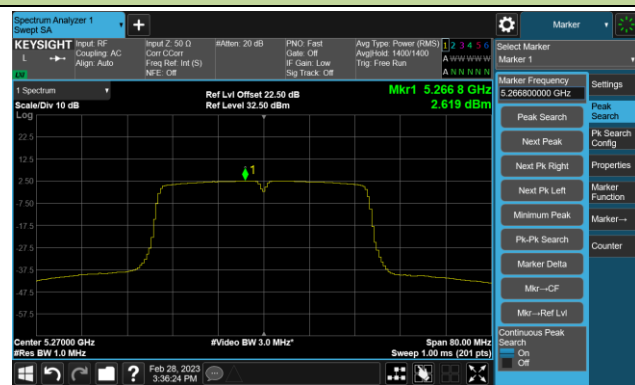 Spectrum Analyzer 1
Swept SA
Marker
KEYSIGHT
L
LW
Input: RF
Coupling: AC
Align: Auto
Input Z: 50 Ω
Corr CCorr
Freq Ref: Int (S)
NFE: Off
#Atten: 20 dB
PNO: Fast
Gate: Off
IF Gain: Low
Sig Track: Off
Avg Type: Power (RMS)
Avg|Hold: 1400/1400
Trig: Free Run
1 2 3 4 5 6
A W W W W W
A N N N N N
Select Marker
Marker 1
1 Spectrum
Scale/Div 10 dB
Ref Lvl Offset 22.50 dB
Ref Level 32.50 dBm
Mkr1 5.266 8 GHz
2.619 dBm
Log
22.5
12.5
2.50
-7.50
-17.5
-27.5
-37.5
-47.5
-57.5
1
Center 5.27000 GHz
#Res BW 1.0 MHz
#Video BW 3.0 MHz*
Span 80.00 MHz
Sweep 1.00 ms (201 pts)
Marker Frequency
5.266800000 GHz
Peak Search
Next Peak
Next Pk Right
Next Pk Left
Minimum Peak
Pk-Pk Search
Marker Delta
Mkr→CF
Mkr→Ref Lvl
Continuous Peak
Search
On
Off
Settings
Peak
Search
Pk Search
Config
Properties
Marker
Function
Marker→
Counter
Feb 28, 2023
3:36:24 PM